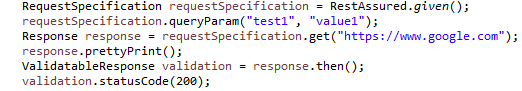 RequestSpecification requestSpecification = RestAssured.given();
requestSpecification.queryParam("test1", "value1");
Response response = requestSpecification.get("https://www.google.com");
response.prettyPrint();
ValidatableResponse validation = response.then();
validation.statusCode(200);